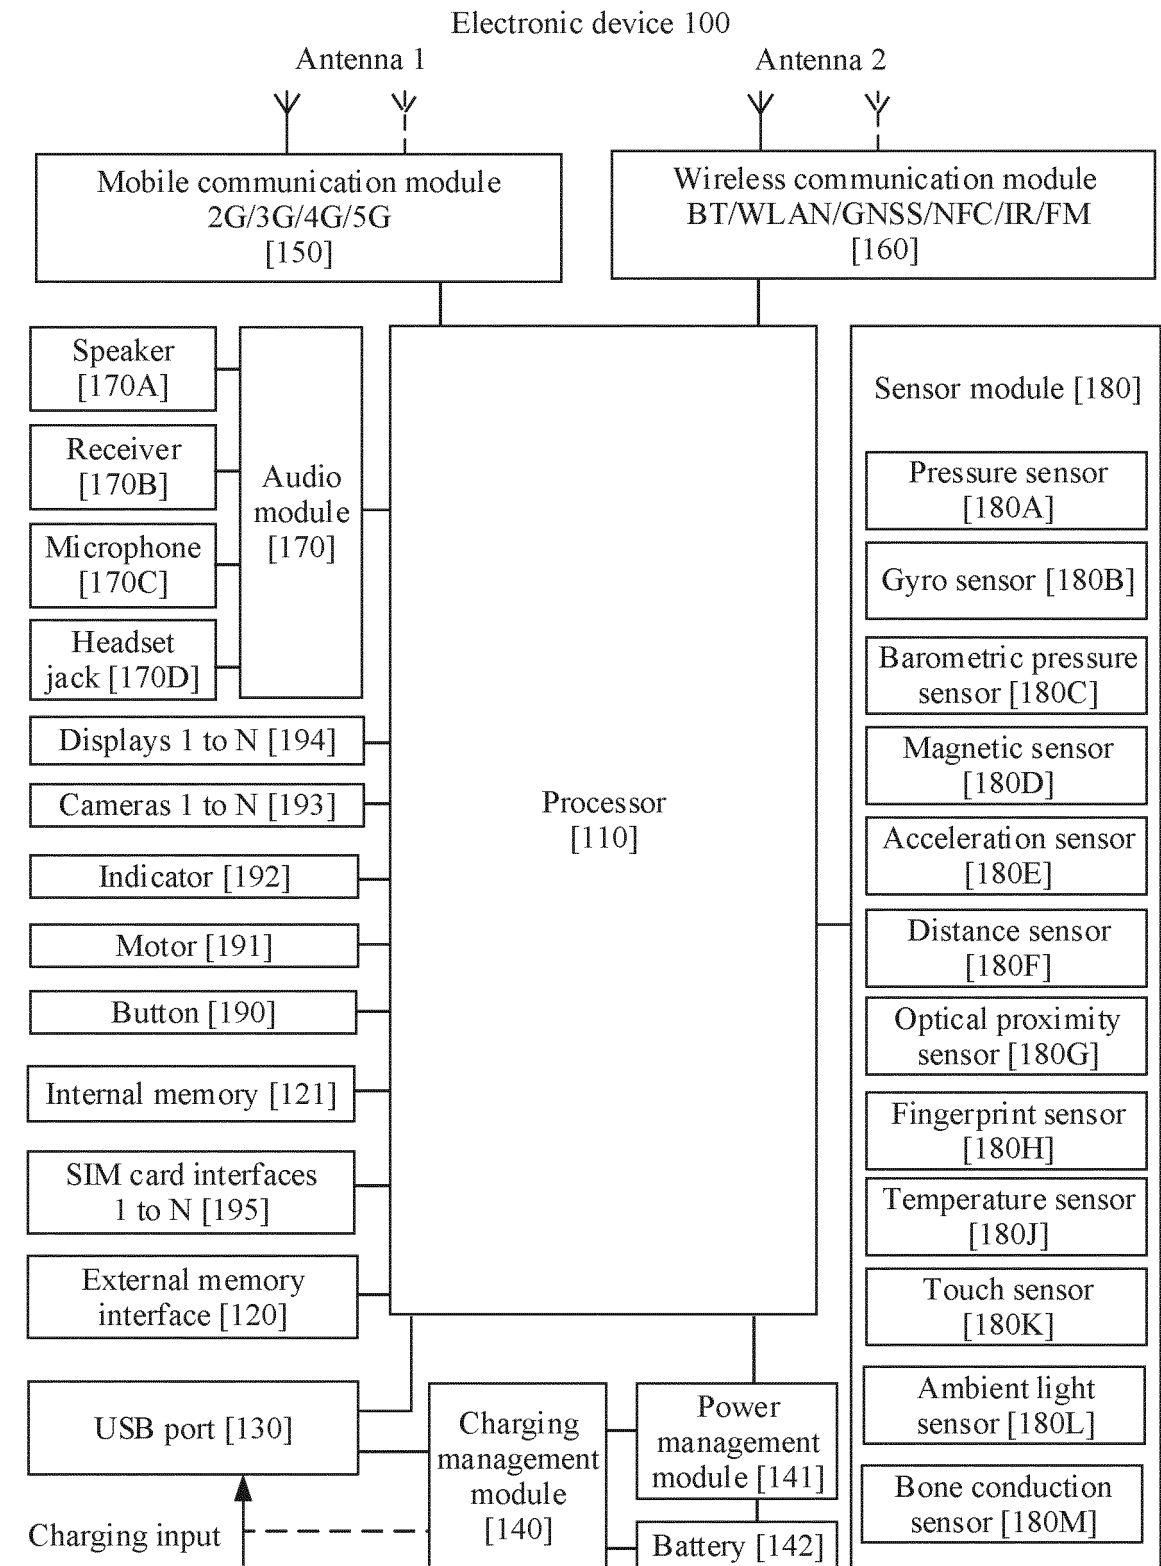 Electronic device 100
Antenna 1
Antenna 2
Mobile communication module
2G/3G/4G/5G
[150]
Wireless communication module
BT/WLAN/GNSS/NFC/IR/FM
[160]
Speaker
[170A]
Receiver
[170B]
Microphone
[170C]
Headset
jack [170D]
Audio
module
[170]
Displays 1 to N [194]
Cameras 1 to N [193]
Indicator [192]
Motor [191]
Button [190]
Internal memory [121]
SIM card interfaces
1 to N [195]
External memory
interface [120]
USB port [130]
Charging input
Processor
[110]
Charging
management
module
[140]
Power
management
module [141]
Battery [142]
Sensor module [180]
Pressure sensor
[180A]
Gyro sensor [180B]
Barometric pressure
sensor [180C]
Magnetic sensor
[180D]
Acceleration sensor
[180E]
Distance sensor
[180F]
Optical proximity
sensor [180G]
Fingerprint sensor
[180H]
Temperature sensor
[180J]
Touch sensor
[180K]
Ambient light
sensor [180L]
Bone conduction
sensor [180M]